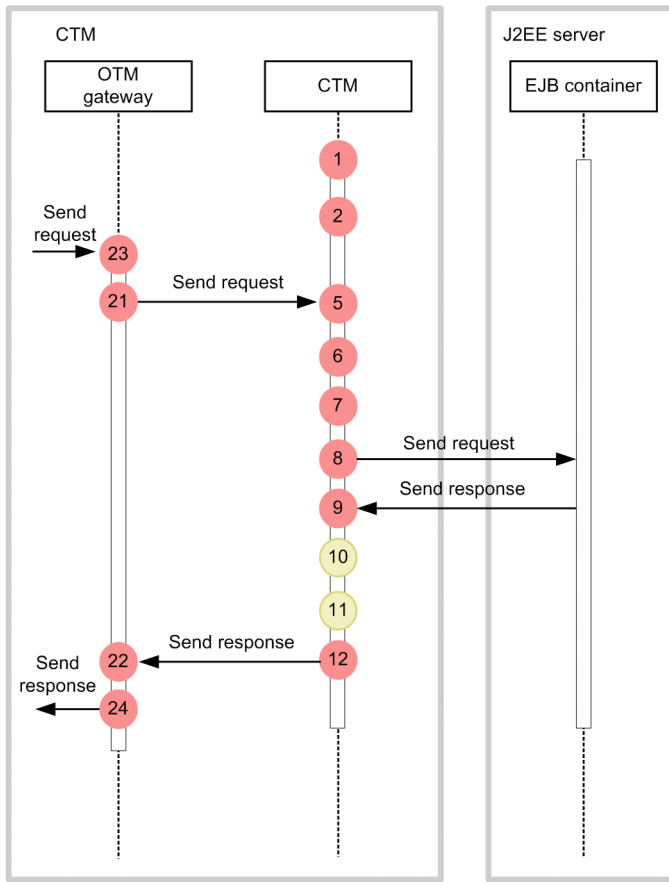 CTM
J2EE server
OTM
gateway
CTM
EJB container
1
2
Send
request
23
21
Send request
5
6
7
8
Send request
Send response
9
10
11
Send response
12
22
Send
response
24